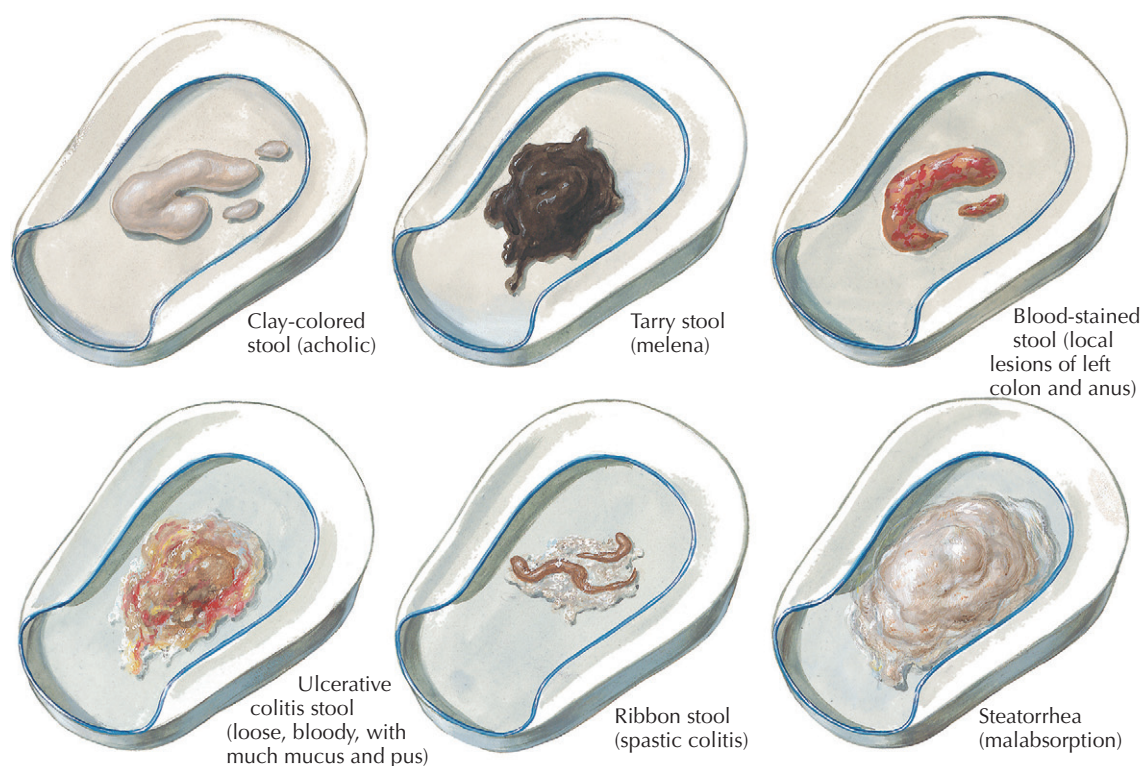 Clay-colored
stool (acholic)
Tarry stool
(melena)
Blood-stained
stool (local
lesions of left
colon and anus)
Ulcerative
colitis stool
(loose, bloody, with
much mucus and pus)
Ribbon stool
(spastic colitis)
Steatorrhea
(malabsorption)